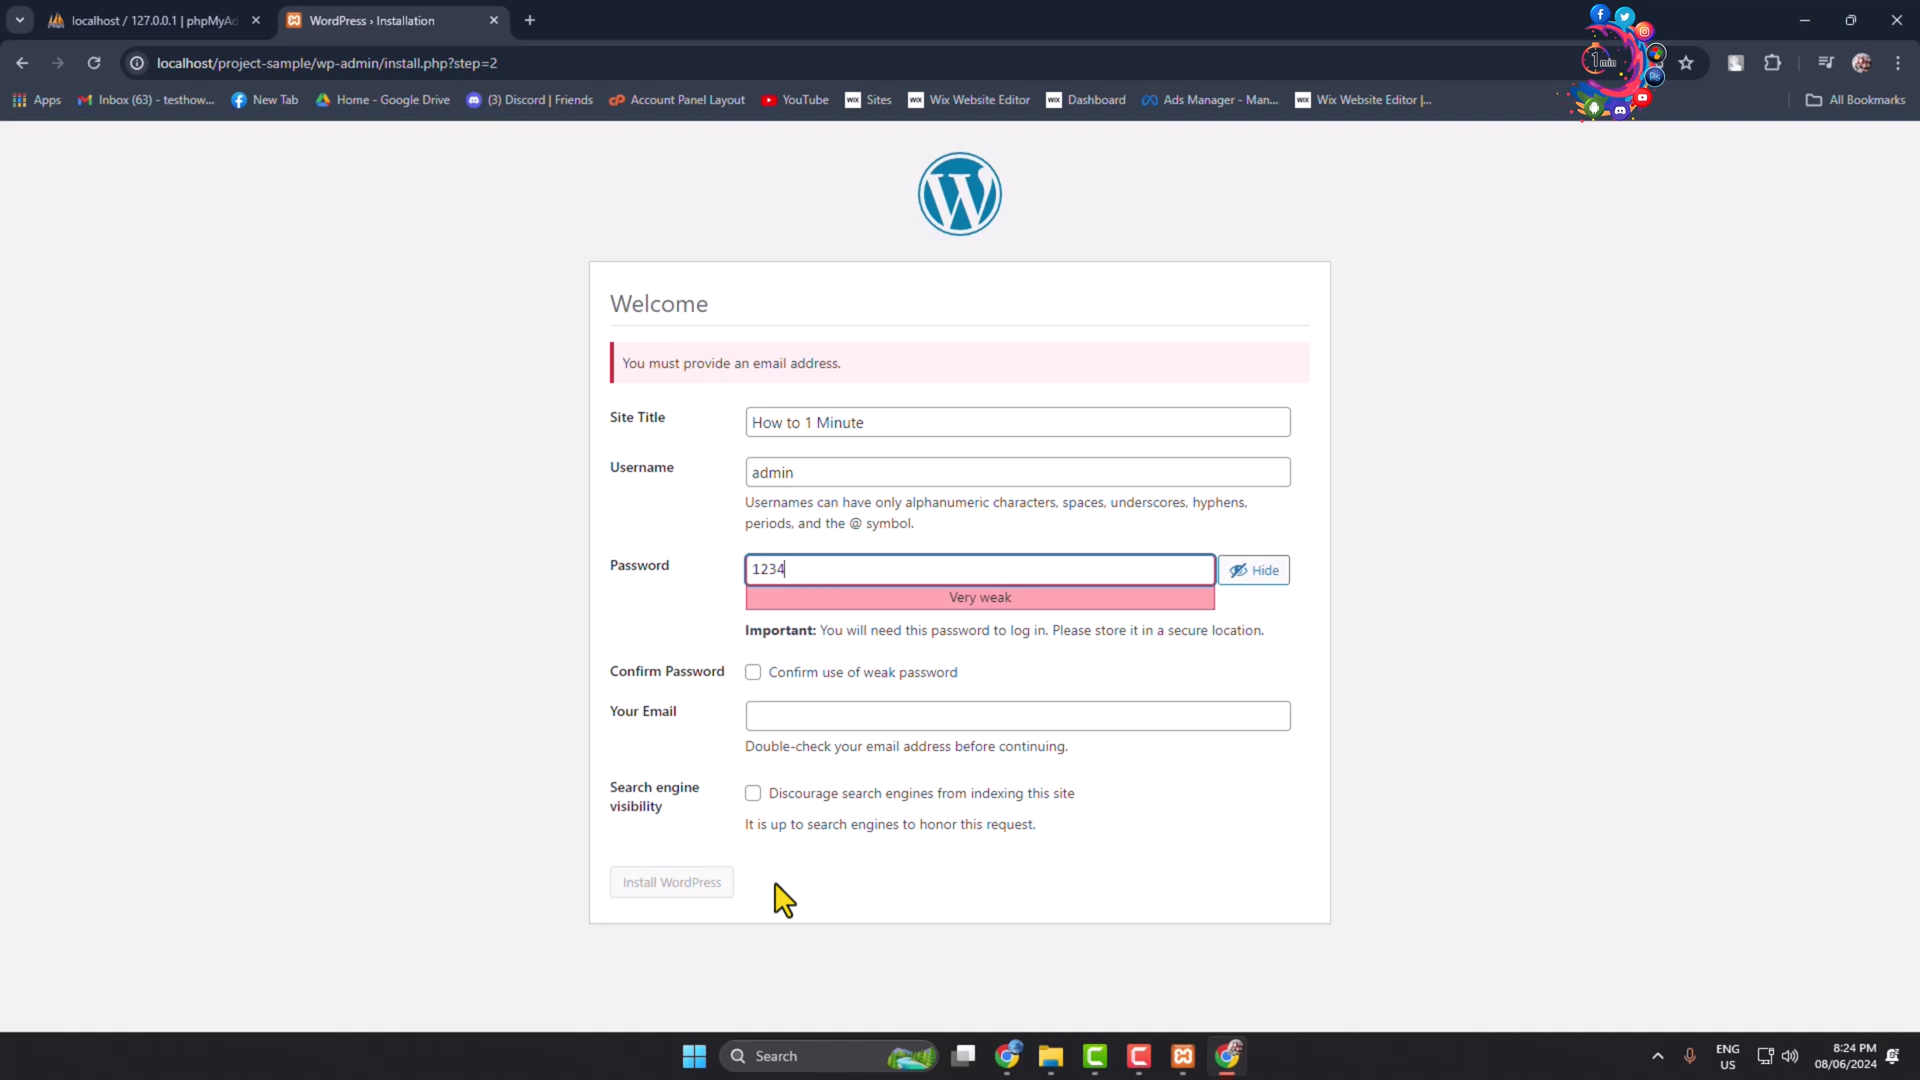 localhost / 127.0.0.1 | phpMyAd
WordPress › Installation
localhost/project-sample/wp-admin/install.php?step=2
1min
Ps
Apps
Inbox (63) - testhow...
New Tab
Home - Google Drive
(3) Discord | Friends
Account Panel Layout
YouTube
WIX Sites
WIX Wix Website Editor
WIX Dashboard
Ads Manager - Man...
WIX Wix Website Editor |...
All Bookmarks
Welcome
You must provide an email address.
Site Title
How to 1 Minute
Username
admin
Usernames can have only alphanumeric characters, spaces, underscores, hyphens,
periods, and the @ symbol.
Password
1234
Hide
Very weak
Important: You will need this password to log in. Please store it in a secure location.
Confirm Password
Confirm use of weak password
Your Email
Double-check your email address before continuing.
Search engine
visibility
Discourage search engines from indexing this site
It is up to search engines to honor this request.
Install WordPress
Search
ENG
US
8:24 PM
08/06/2024